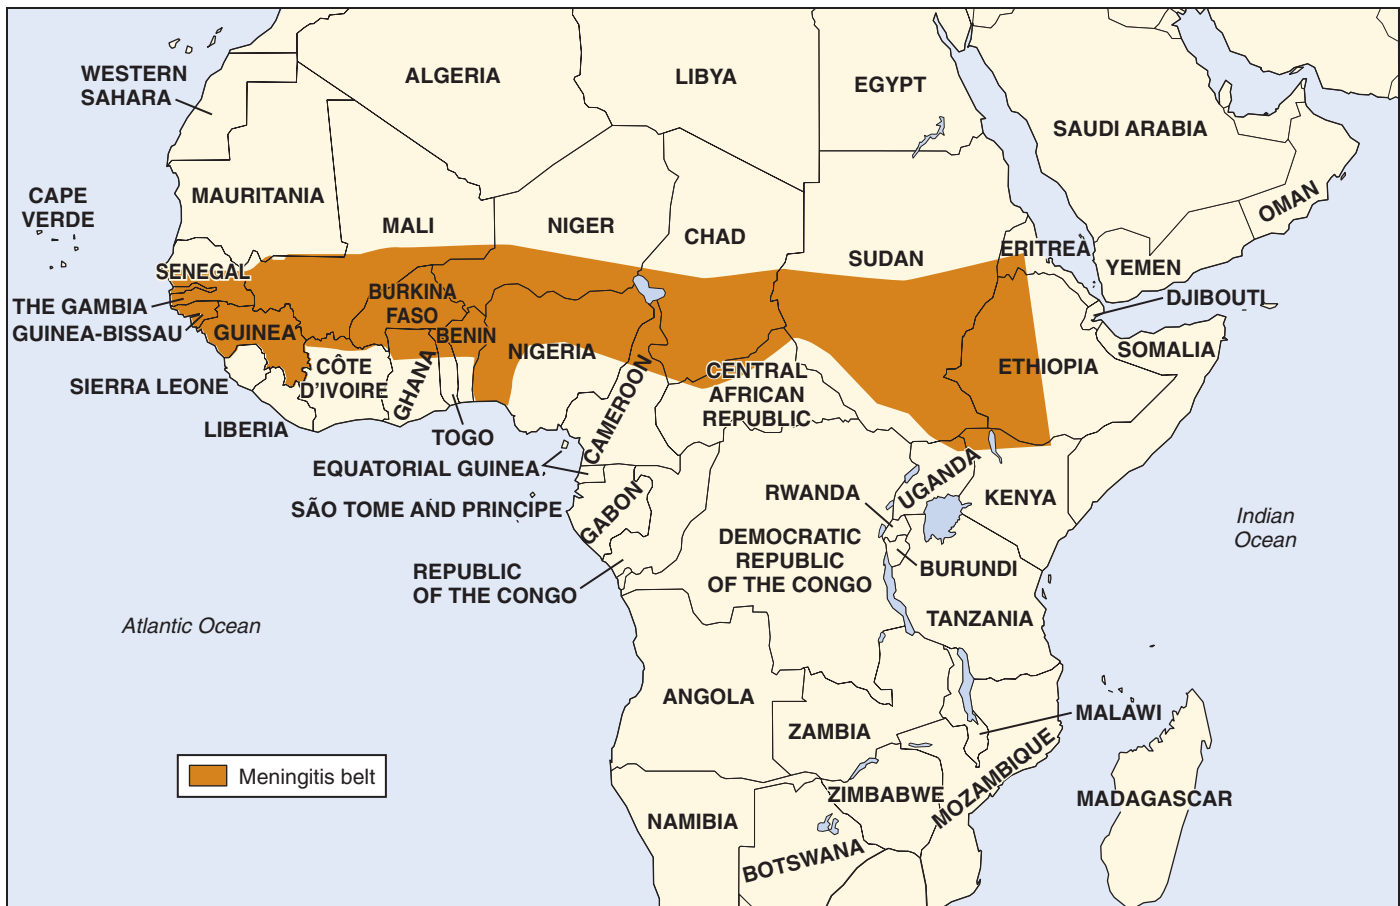 WESTERN
SAHARA
ALGERIA
LIBYA
EGYPT
SAUDI ARABIA
OMAN
CAPE
VERDE
MAURITANIA
MALI
NIGER
CHAD
SUDAN
ERITREA
YEMEN
DJIBOUTI
SENEGAL
THE GAMBIA
GUINEA-BISSAU
GUINEA
BURKINA
FASO
BENIN
NIGERIA
CÔTE
D'IVOIRE
GHANA
CENTRAL
AFRICAN
REPUBLIC
ETHIOPIA
SOMALIA
SIERRA LEONE
LIBERIA
TOGO
CAMEROON
EQUATORIAL GUINEA
SÃO TOME AND PRINCIPE
GABON
REPUBLIC
OF THE CONGO
DEMOCRATIC
REPUBLIC
OF THE CONGO
RWANDA
UGANDA
KENYA
BURUNDI
TANZANIA
Indian
Ocean
Atlantic Ocean
ANGOLA
ZAMBIA
MALAWI
MOZAMBIQUE
ZIMBABWE
MADAGASCAR
NAMIBIA
BOTSWANA
Meningitis belt